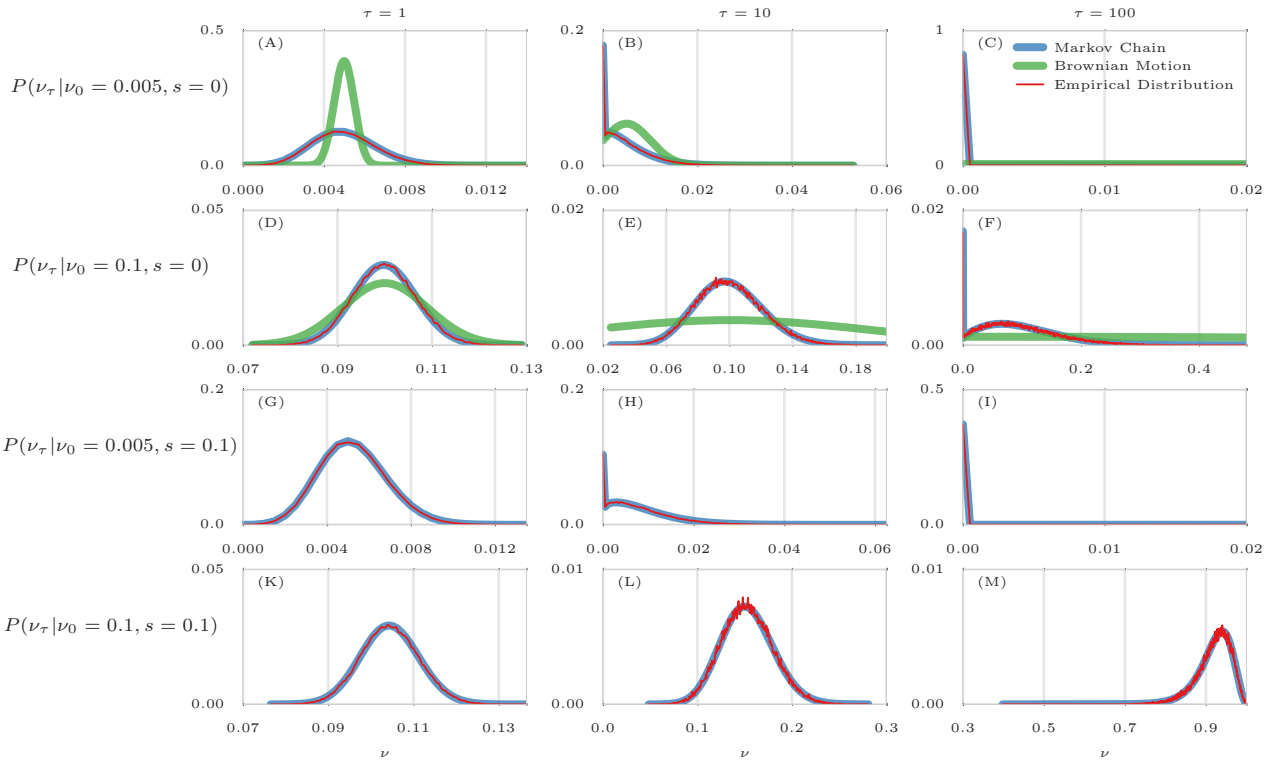 τ = 1 τ = 10 τ = 100
P(ν_τ|ν_0 = 0.005, s = 0)
0.5 (A) 0.0
0.000 0.004 0.008 0.012
0.2 (B) 0.0
0.00 0.02 0.04 0.06
1 (C) 0
Markov Chain
Brownian Motion
Empirical Distribution
0.00 0.01 0.02
P(ν_τ|ν_0 = 0.1, s = 0)
0.05 (D) 0.00
0.07 0.09 0.11 0.13
0.02 (E) 0.00
0.02 0.06 0.10 0.14 0.18
0.02 (F) 0.00
0.0 0.2 0.4
P(ν_τ|ν_0 = 0.005, s = 0.1)
0.2 (G) 0.0
0.000 0.004 0.008 0.012
0.2 (H) 0.0
0.00 0.02 0.04 0.06
0.5 (I) 0.0
0.00 0.01 0.02
P(ν_τ|ν_0 = 0.1, s = 0.1)
0.05 (K) 0.00
0.07 0.09 0.11 0.13
ν
0.01 (L) 0.00
0.0 0.1 0.2 0.3
ν
0.01 (M) 0.00
0.3 0.5 0.7 0.9
ν